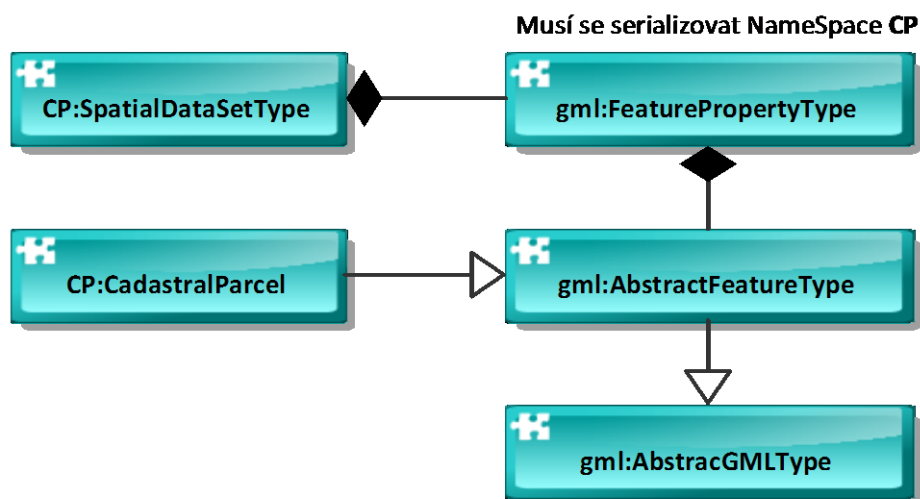 Musí se serializovat NameSpace CP
CP:SpatialDataSetType
gml:FeaturePropertyType
CP:CadastralParcel
gml:AbstractFeatureType
gml:AbstracGMLType